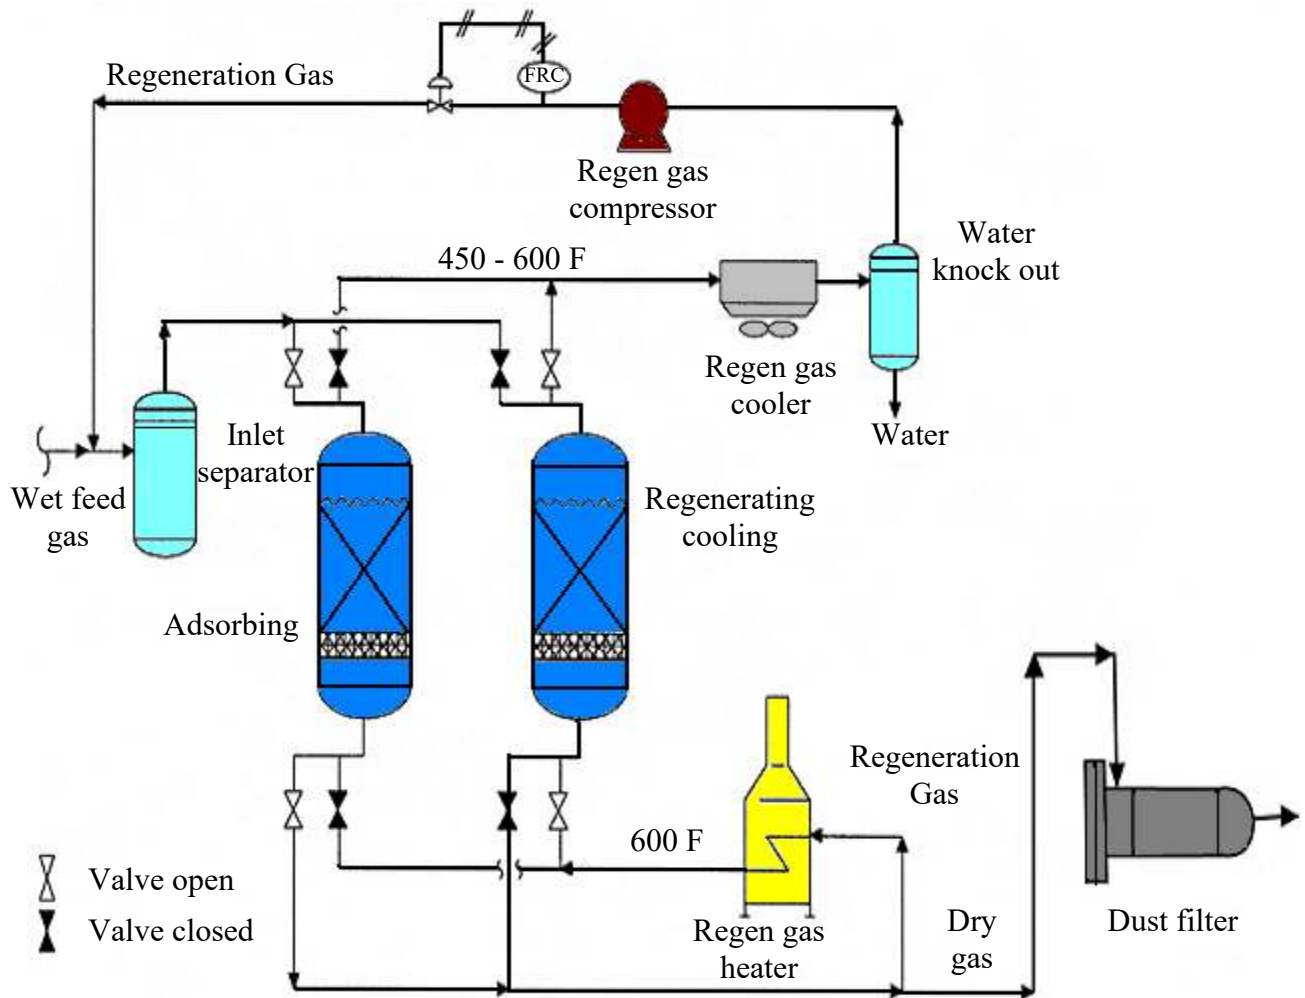 FRC
Regeneration Gas
Regen gas
compressor
Water
knock out
450 - 600 F
Regen gas
cooler
Water
Inlet
separator
Wet feed
gas
Regenerating
cooling
Adsorbing
Regeneration
Gas
600 F
Valve open
Valve closed
Regen gas
heater
Dry
gas
Dust filter